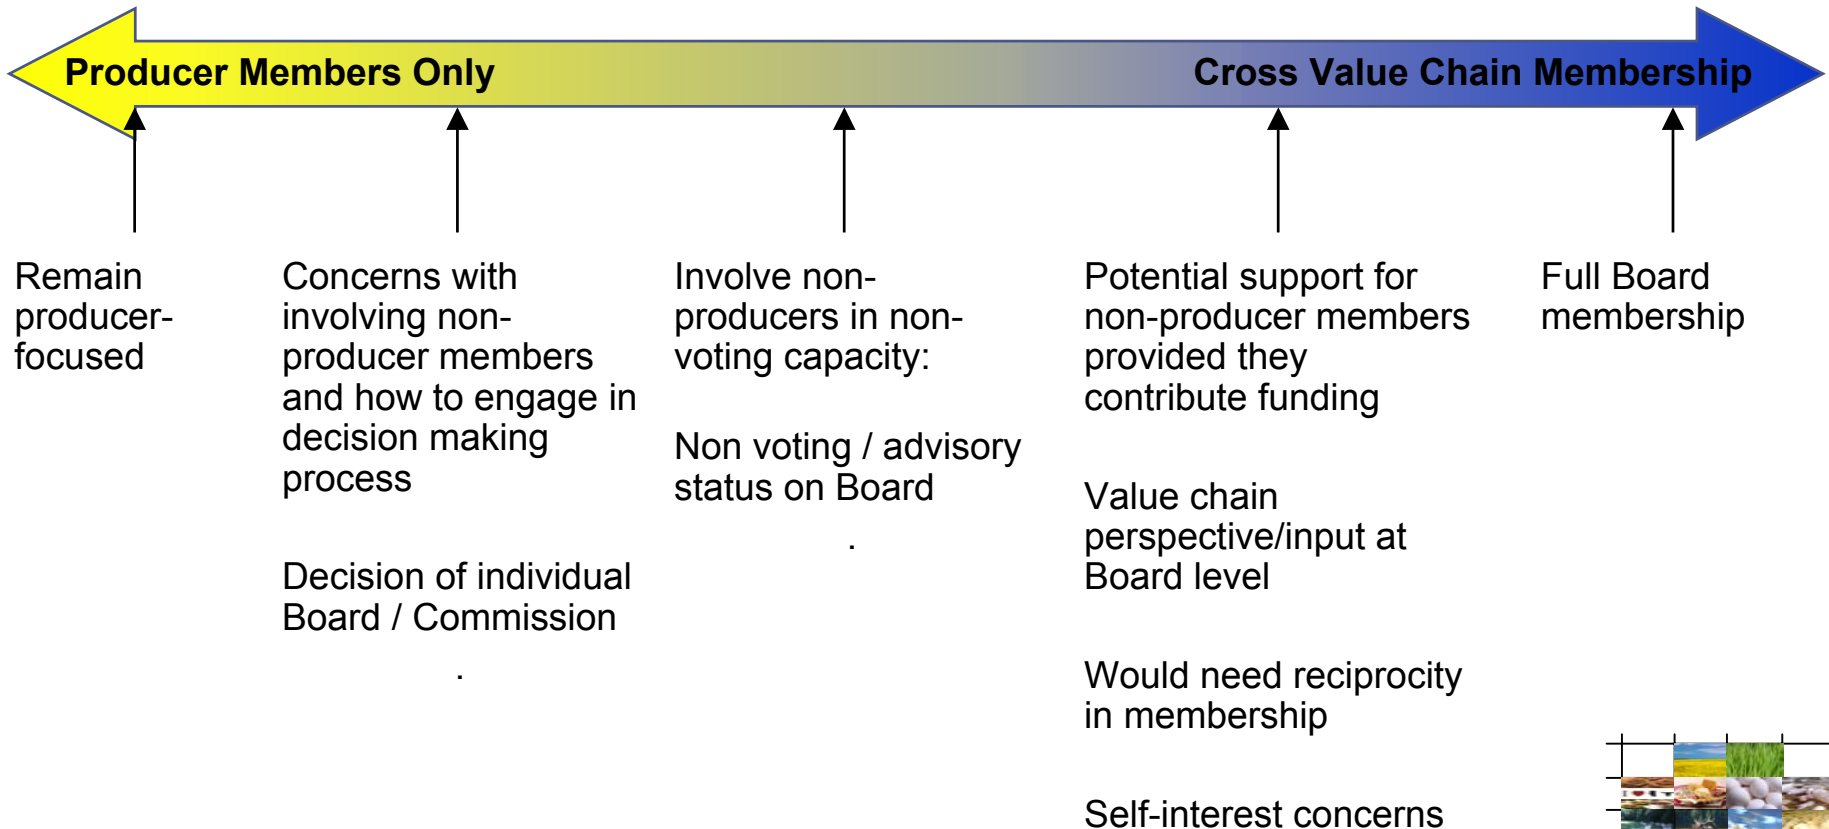 Producer Members Only
Cross Value Chain Membership
Remain
producer-
focused
Concerns with
involving non-
producer members
and how to engage in
decision making
process
Decision of individual
Board / Commission
.
Involve non-
producers in non-
voting capacity:
Non voting / advisory
status on Board
.
Potential support for
non-producer members
provided they
contribute funding
Value chain
perspective/input at
Board level
Would need reciprocity
in membership
Self-interest concerns
Full Board
membership